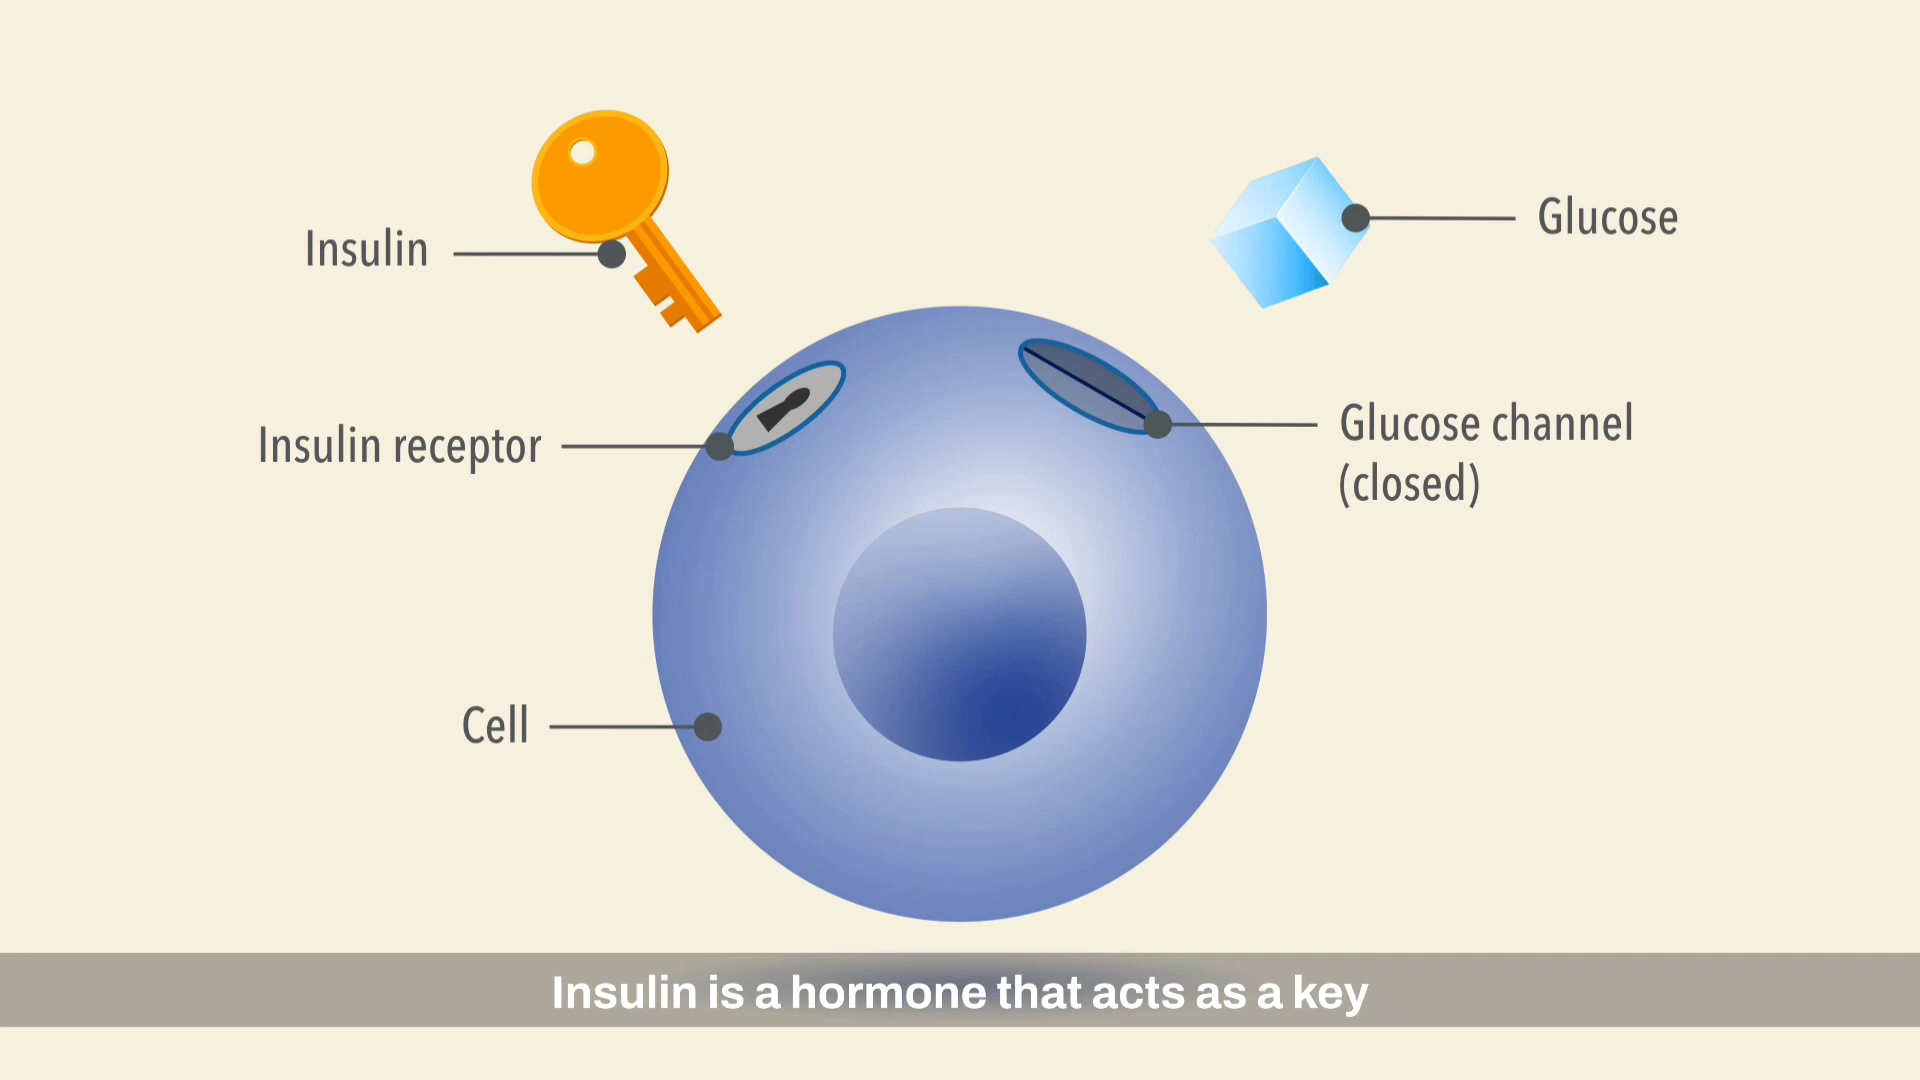 Insulin
Glucose
Insulin receptor
Glucose channel
(closed)
Cell
Insulin is a hormone that acts as a key